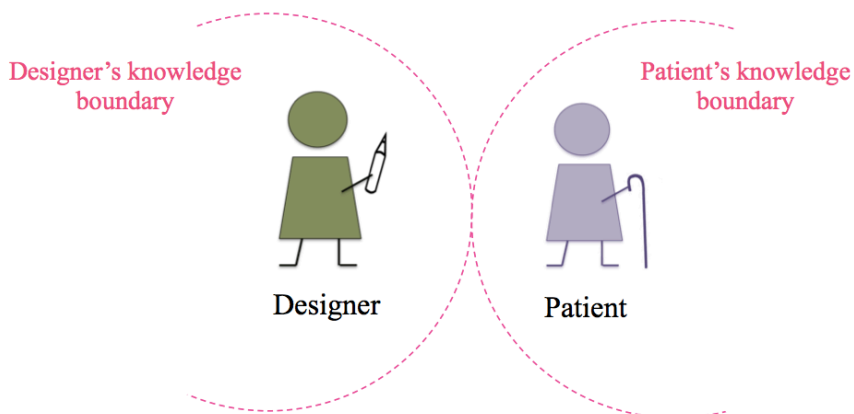 Designer’s knowledge
boundary
Patient’s knowledge
boundary
Designer
Patient